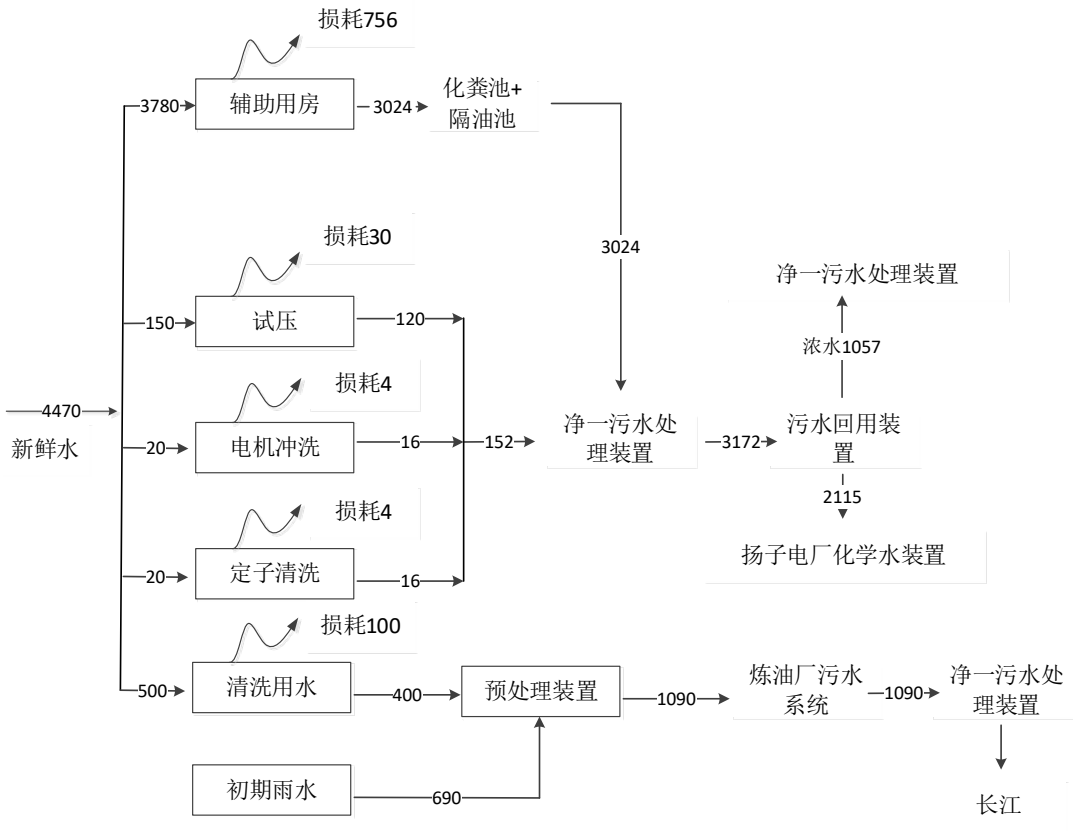 损耗756
3780
辅助用房
3024
化粪池+
隔油池
3024
损耗30
150
试压
120
净一污水处理装置
浓水1057
损耗4
4470
新鲜水
20
电机冲洗
16
152
净一污水处
理装置
3172
污水回用装
置
2115
损耗4
20
定子清洗
16
扬子电厂化学水装置
损耗100
500
清洗用水
400
预处理装置
1090
炼油厂污水
系统
1090
净一污水处
理装置
初期雨水
690
长江